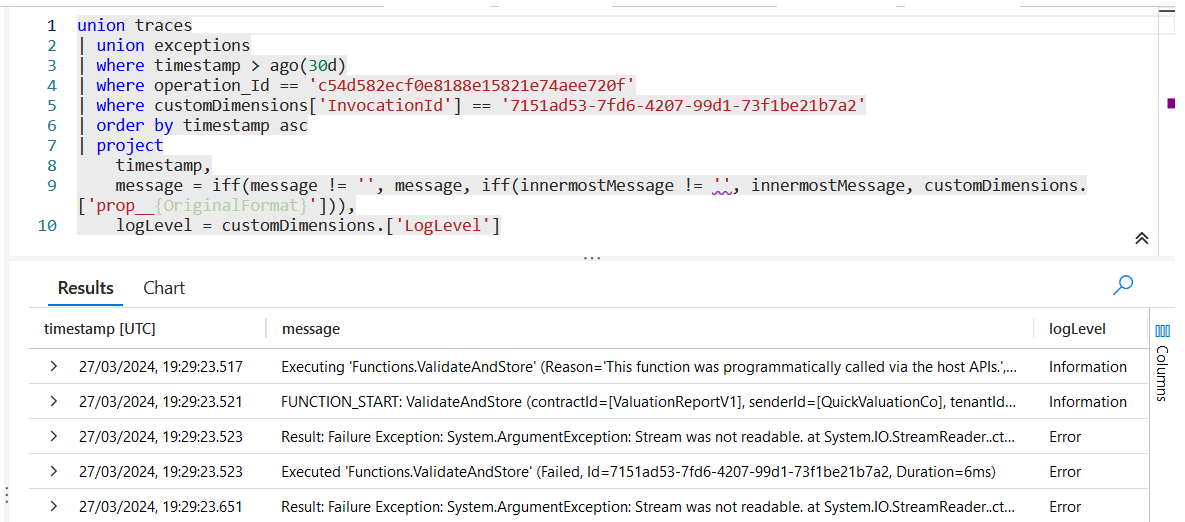 1 union traces
2 | union exceptions
3 | where timestamp > ago(30d)
4 | where operation_Id == 'c54d582ecf0e8188e15821e74aee720f'
5 | where customDimensions['InvocationId'] == '7151ad53-7fd6-4207-99d1-73f1be21b7a2'
6 | order by timestamp asc
7 | project
8 timestamp,
9 message = iff(message != '', message, iff(innermostMessage != '', innermostMessage, customDimensions.
['prop__{OriginalFormat}'])),
10 logLevel = customDimensions.['LogLevel']
Results Chart
timestamp [UTC] message logLevel
27/03/2024, 19:29:23.517 Executing 'Functions.ValidateAndStore' (Reason='This function was programmatically called via the host APIs.',... Information
27/03/2024, 19:29:23.521 FUNCTION_START: ValidateAndStore (contractId=[ValuationReportV1], senderId=[QuickValuationCo], tenantId... Information
27/03/2024, 19:29:23.523 Result: Failure Exception: System.ArgumentException: Stream was not readable. at System.IO.StreamReader..ct... Error
27/03/2024, 19:29:23.523 Executed 'Functions.ValidateAndStore' (Failed, Id=7151ad53-7fd6-4207-99d1-73f1be21b7a2, Duration=6ms) Error
27/03/2024, 19:29:23.651 Result: Failure Exception: System.ArgumentException: Stream was not readable. at System.IO.StreamReader..ct... Error
Columns